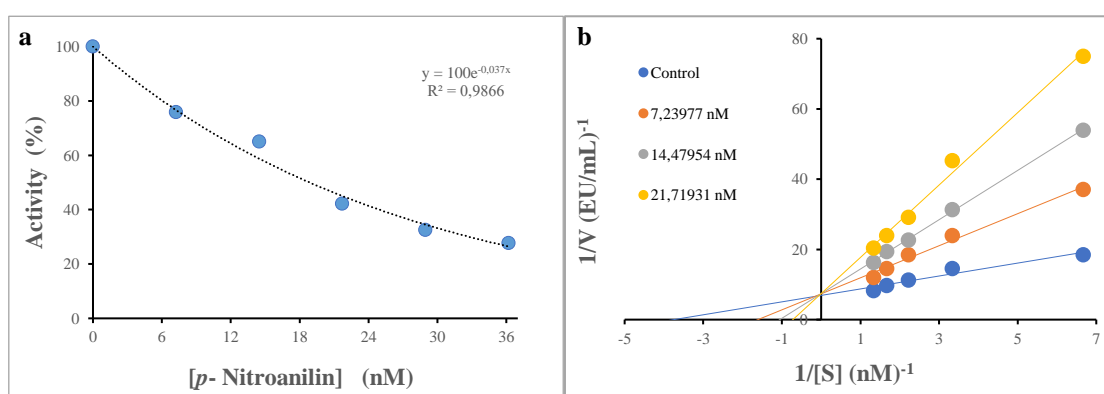 a
100
80
60
40
20
0
0 6 12 18 24 30 36
Activity (%)
[p- Nitroanilin] (nM)
y = 100e^-0,037x
R² = 0,9866
b
80
60
40
20
0
-5 -3 -1 1 3 5 7
1/V (EU/mL)^-1
1/[S] (nM)^-1
Control
7,23977 nM
14,47954 nM
21,71931 nM